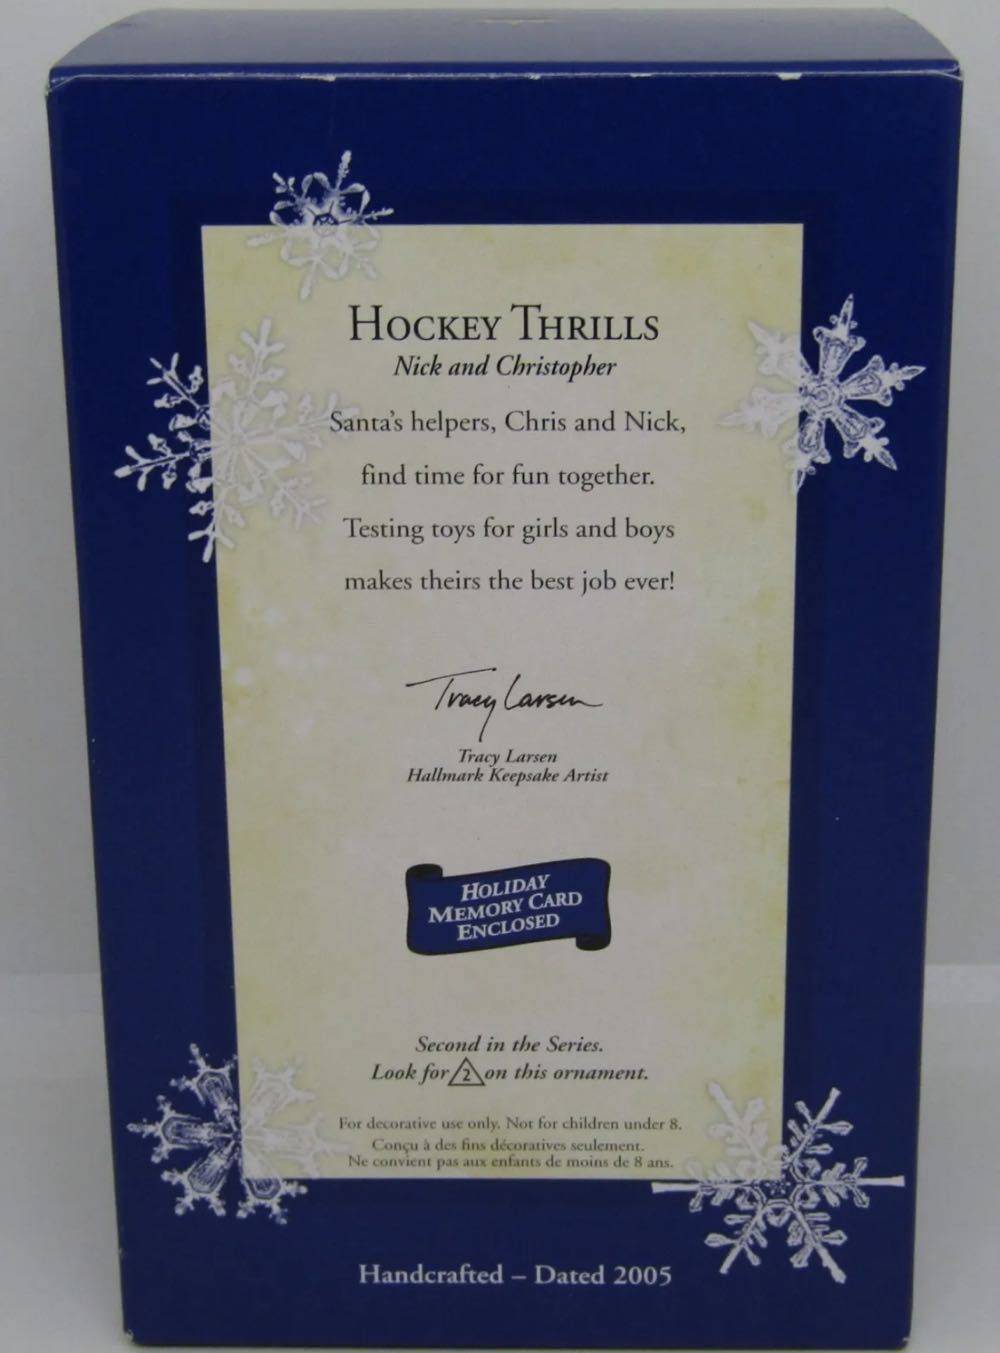 HOCKEY THRILLS
Nick and Christopher
Santa's helpers, Chris and Nick,
find time for fun together.
Testing toys for girls and boys
makes theirs the best job ever!
Tracy Larsen
Tracy Larsen
Hallmark Keepsake Artist
HOLIDAY
MEMORY CARD
ENCLOSED
Second in the Series.
Look for 2 on this ornament.
For decorative use only. Not for children under 8.
Conçu à des fins décoratives seulement.
Ne convient pas aux enfants de moins de 8 ans.
Handcrafted – Dated 2005